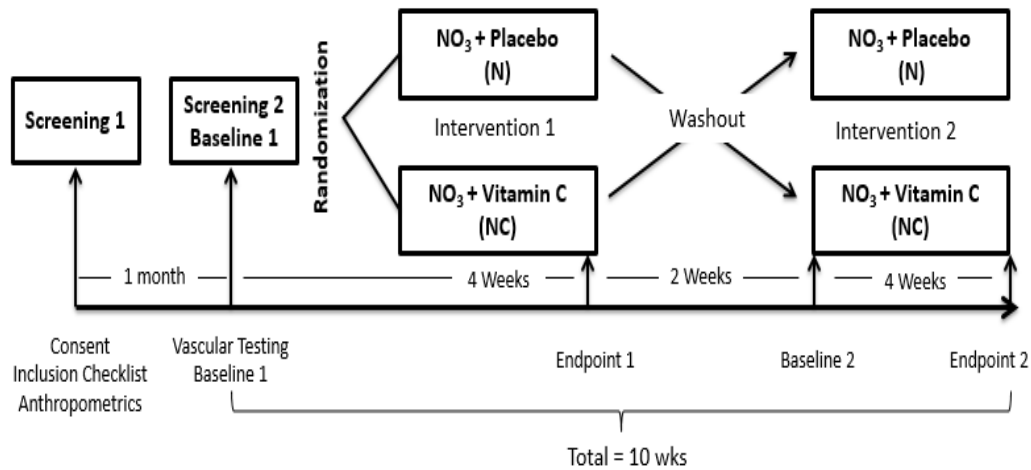 Screening 1
Screening 2
Baseline 1
Randomization
NO₃ + Placebo
(N)
Intervention 1
NO₃ + Vitamin C
(NC)
Washout
NO₃ + Placebo
(N)
Intervention 2
NO₃ + Vitamin C
(NC)
1 month
4 Weeks
2 Weeks
4 Weeks
Consent
Inclusion Checklist
Anthropometrics
Vascular Testing
Baseline 1
Endpoint 1
Baseline 2
Endpoint 2
Total = 10 wks